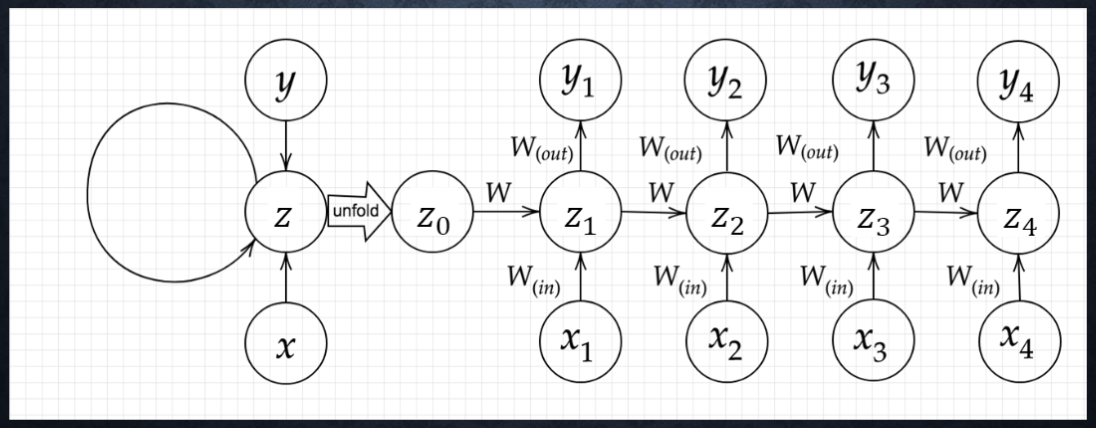 y y₁ y₂ y₃ y₄
W(out) W(out) W(out) W(out)
z unfold z₀ W z₁ W z₂ W z₃ W z₄
W(in) W(in) W(in) W(in)
x x₁ x₂ x₃ x₄